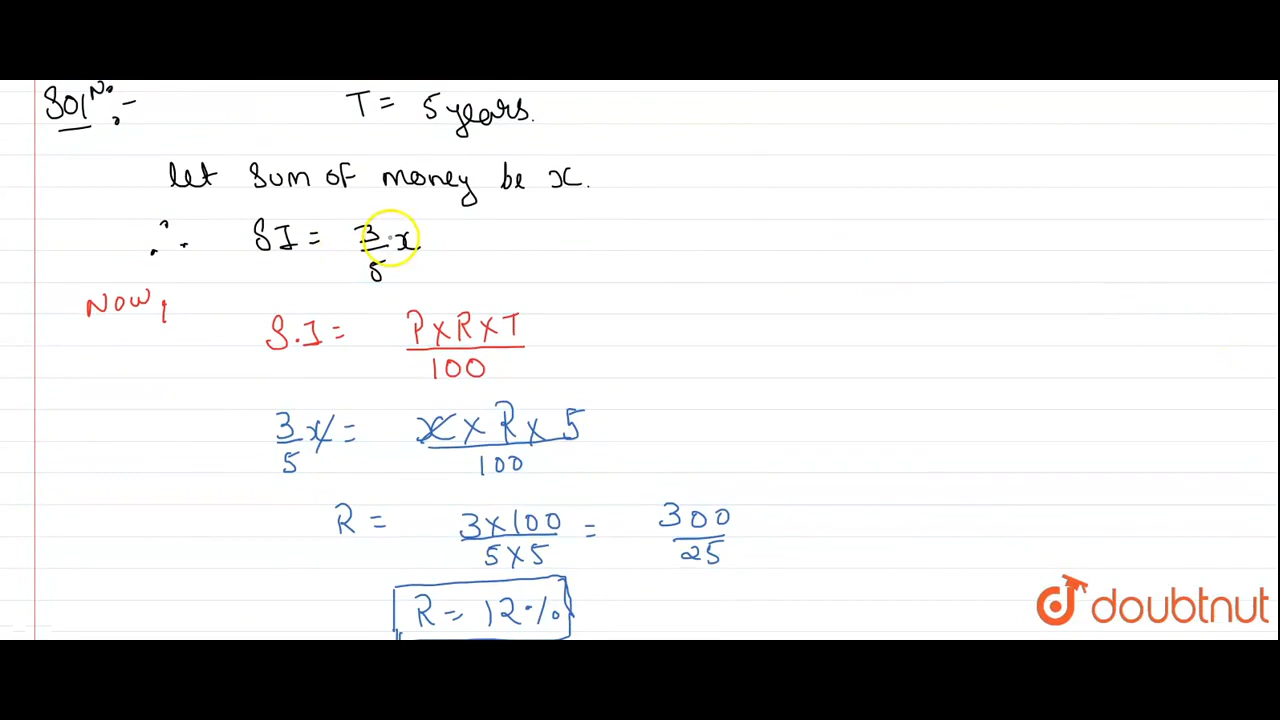 Solⁿ:-
T = 5 years.
let sum of money be x.
∴ SI = 3/5 x
Now,
S.I = P×R×T/100
3/5 x = x×R×5/100
R = 3×100/5×5 = 300/25
R = 12%
doubtnut